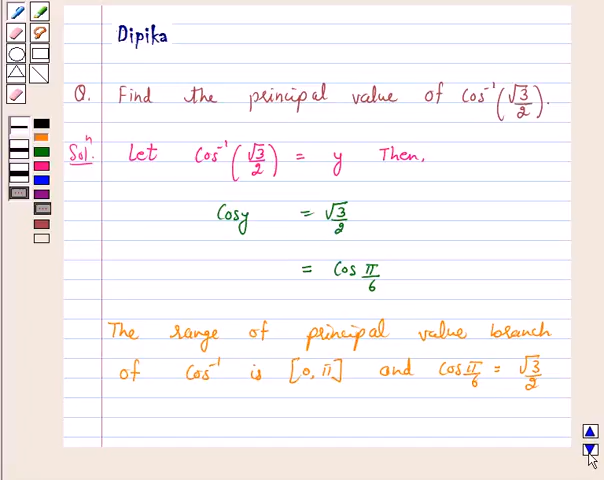 Dipika
Q. Find the principal value of cos⁻¹(√3/2).
Solⁿ. Let cos⁻¹(√3/2) = y Then,
Cosy = √3/2
= cos π/6
The range of principal value branch
of cos⁻¹ is [0, π] and cos π/6 = √3/2